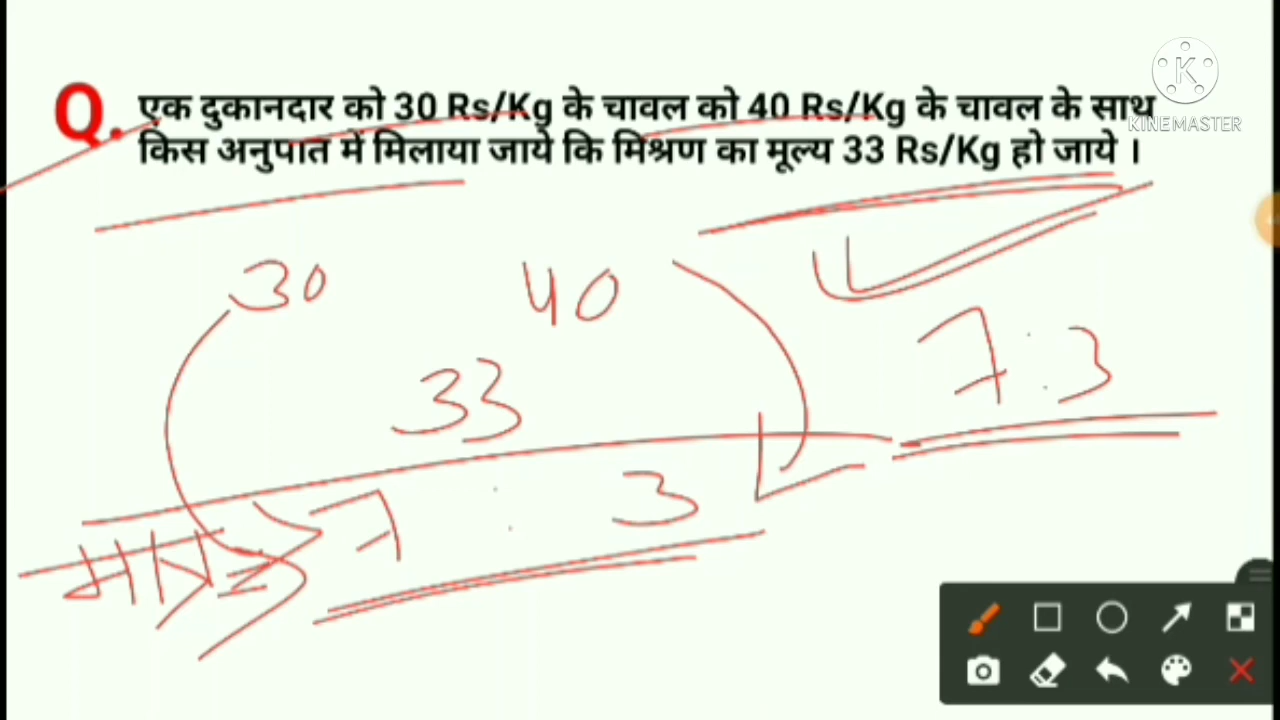 Q. एक दुकानदार को 30 Rs/Kg के चावल को 40 Rs/Kg के चावल के साथ
किस अनुपात में मिलाया जाये कि मिश्रण का मूल्य 33 Rs/Kg हो जाये ।
K
KINEMASTER
30 40
33
7 : 3
7 : 3